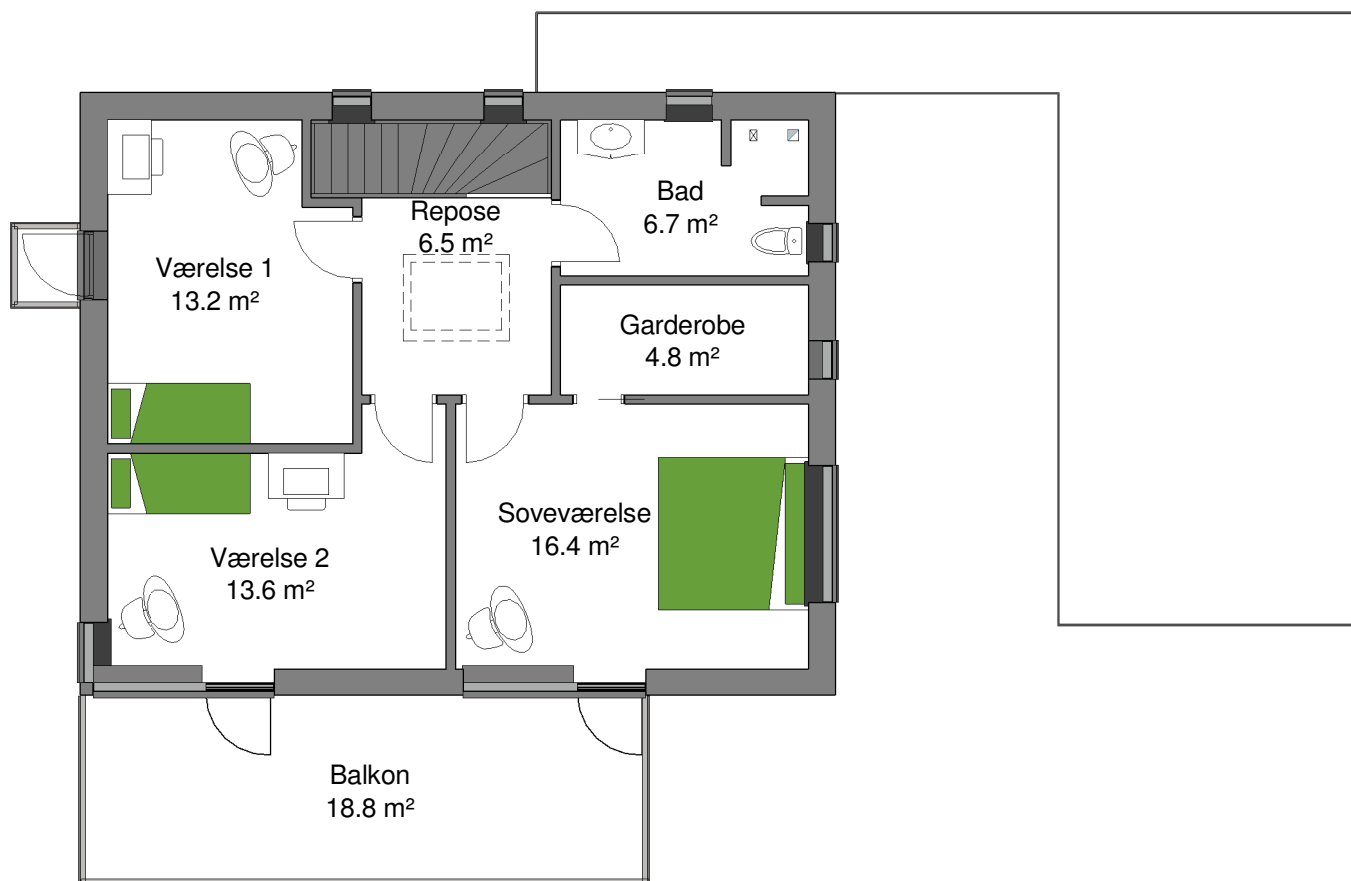 Bad
6.7 m²
Repose
6.5 m²
Værelse 1
13.2 m²
Garderobe
4.8 m²
Soveværelse
16.4 m²
Værelse 2
13.6 m²
Balkon
18.8 m²